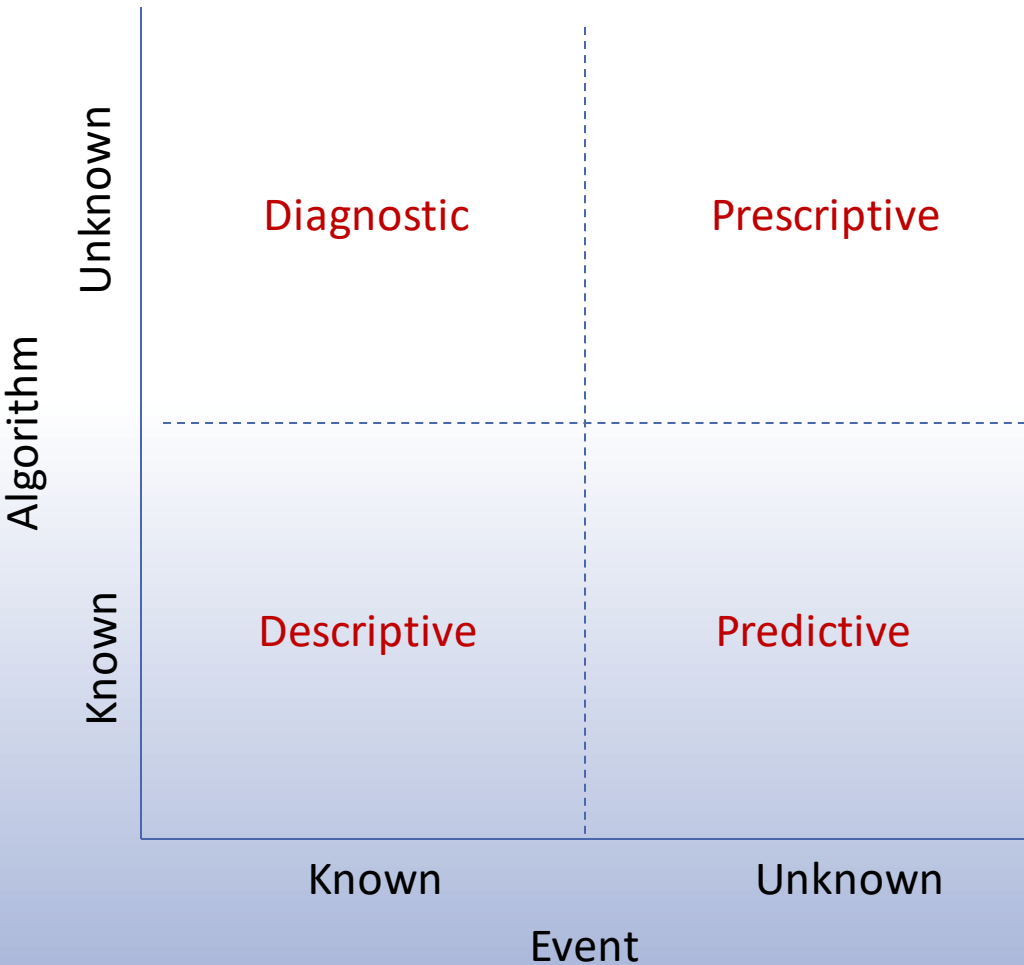 Unknown
Diagnostic
Prescriptive
Algorithm
Known
Descriptive
Predictive
Known
Unknown
Event